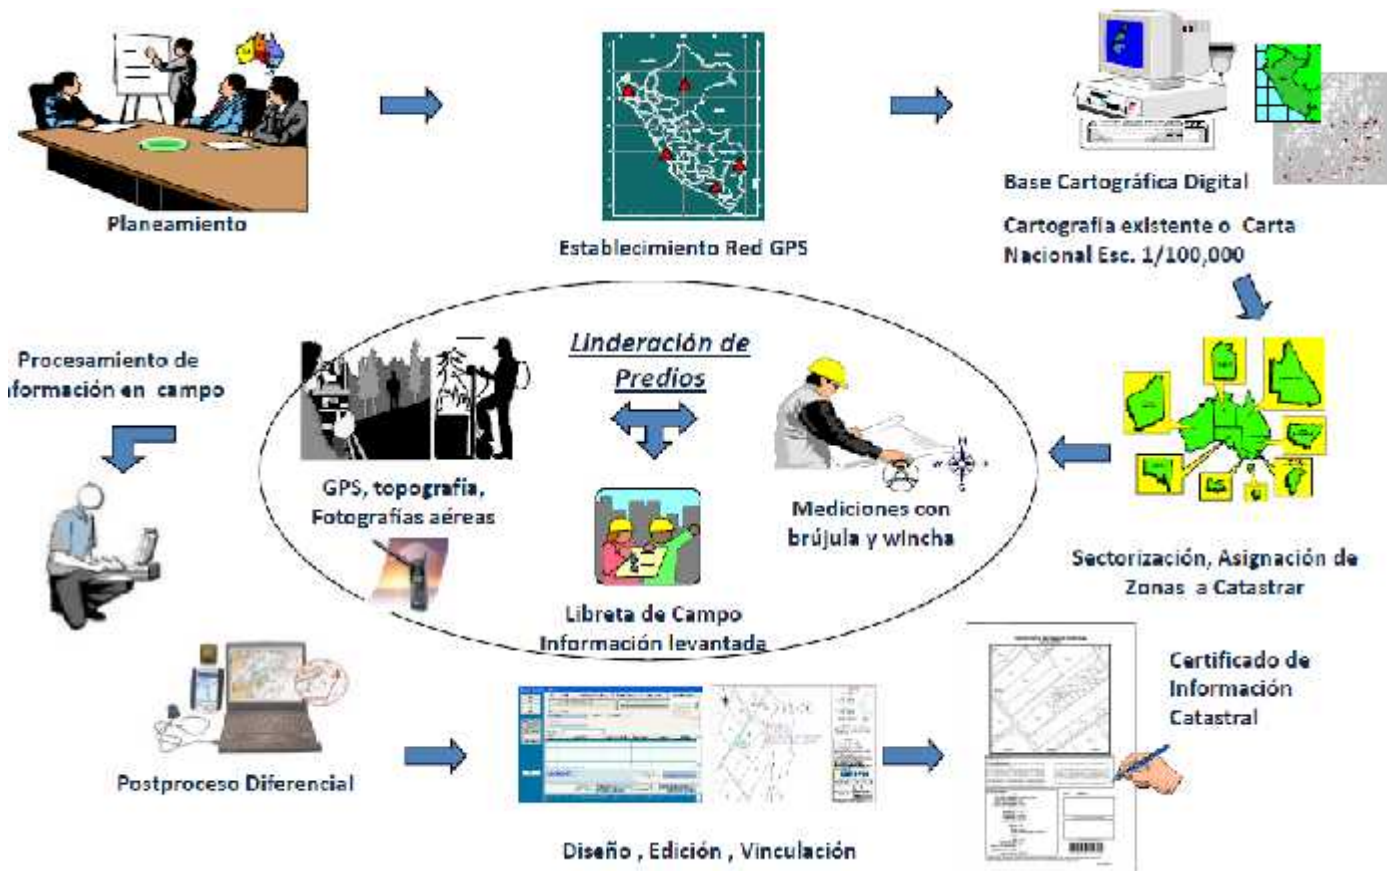 Planeamiento
Establecimiento Red GPS
Base Cartográfica Digital
Cartografía existente o Carta
Nacional Esc. 1/100,000
Sectorización, Asignación de
Zonas a Catastrar
Linderación de
Predios
GPS, topografía,
Fotografías aéreas
Mediciones con
brújula y wincha
Libreta de Campo
Información levantada
Procesamiento de
formación en campo
Postproceso Diferencial
Diseño , Edición , Vinculación
Certificado de
Información
Catastral